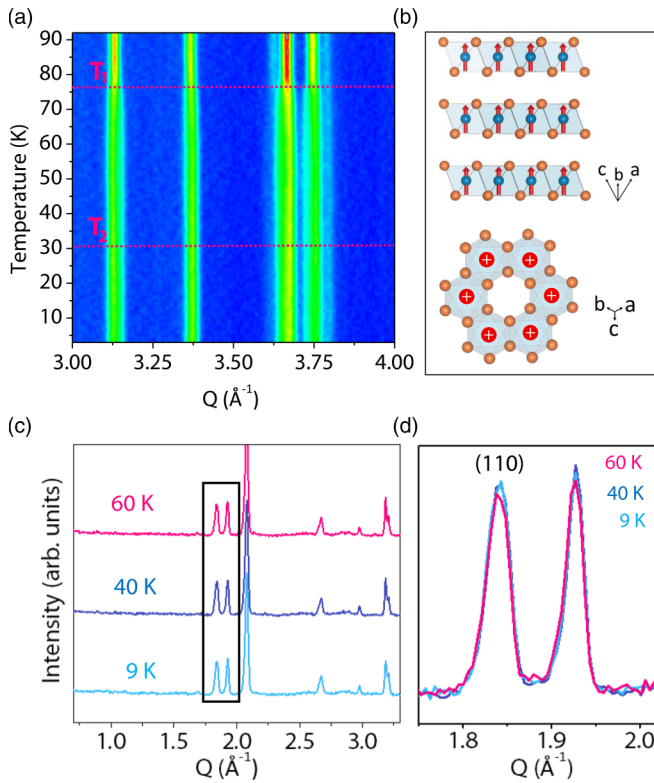 (a)
90
80
70
60
50
40
30
20
10
T1
T2
Temperature (K)
3.00 3.25 3.50 3.75 4.00
Q (Å-1)
(b)
c b a
+ +
+ +
+ +
b a
c
(c)
60 K
40 K
9 K
Intensity (arb. units)
1.0 1.5 2.0 2.5 3.0
Q (Å-1)
(d)
(110)
60 K
40 K
9 K
1.8 1.9 2.0
Q (Å-1)